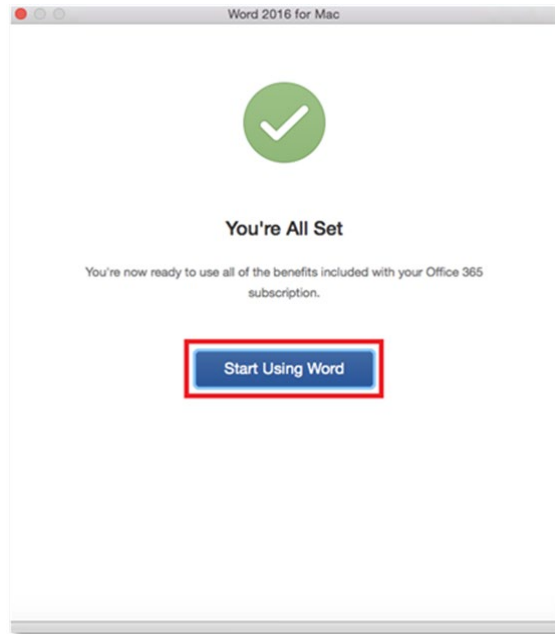 Word 2016 for Mac
You're All Set
You're now ready to use all of the benefits included with your Office 365
subscription.
Start Using Word